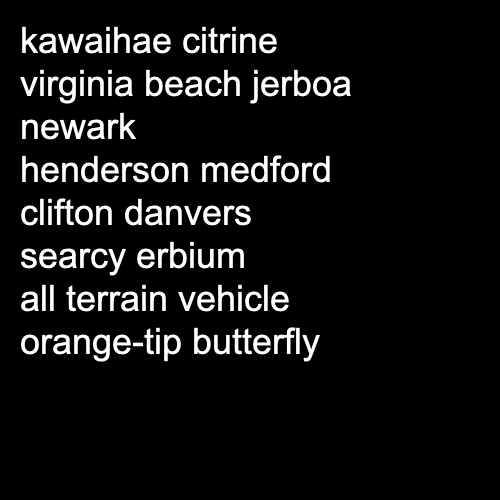 kawaihae citrine
virginia beach jerboa
newark
henderson medford
clifton danvers
searcy erbium
all terrain vehicle
orange-tip butterfly